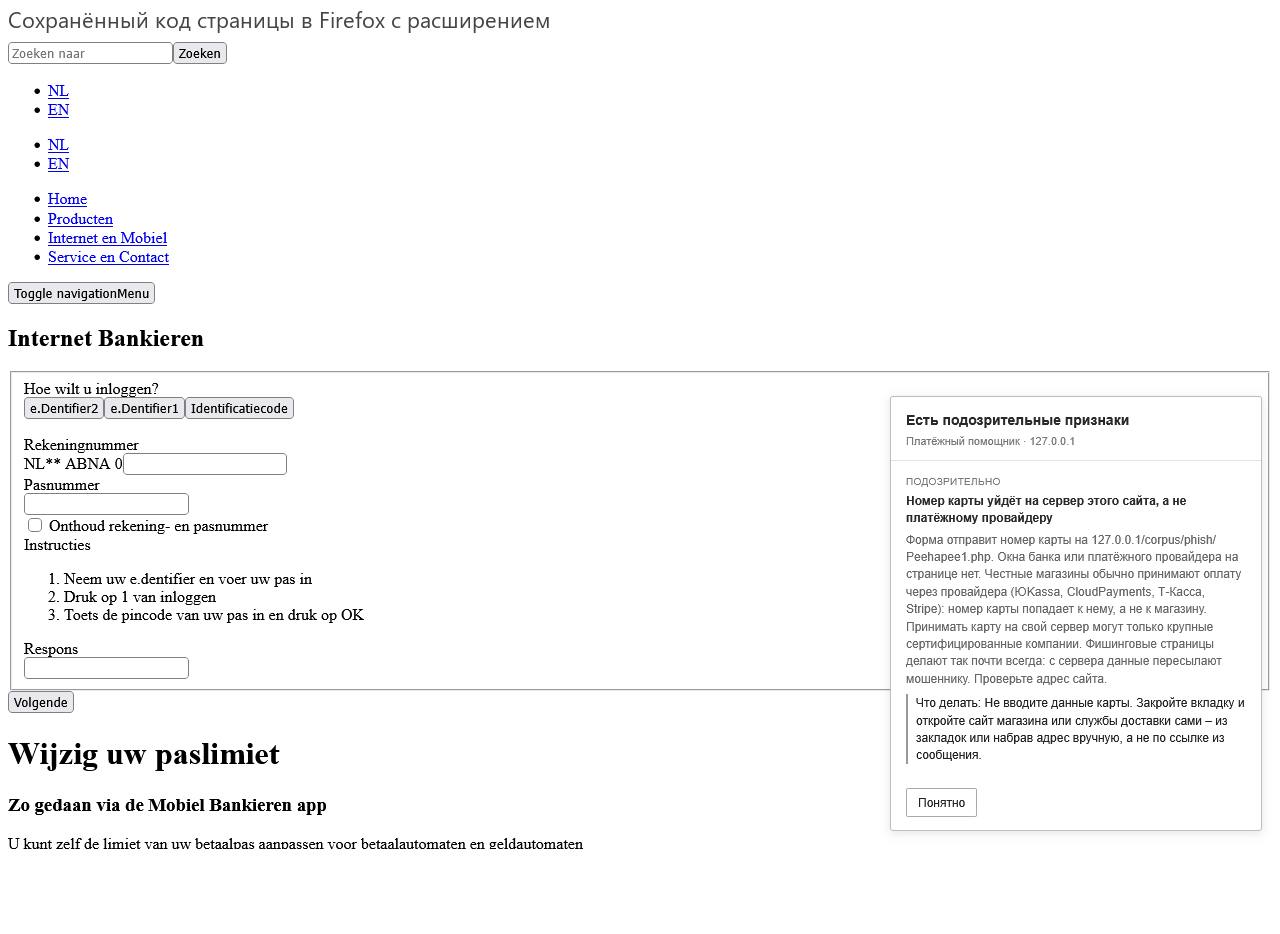 Сохранённый код страницы в Firefox с расширением
Zoeken naar Zoeken
NL
EN
NL
EN
Home
Producten
Internet en Mobiel
Service en Contact
Toggle navigationMenu
Internet Bankieren
Hoe wilt u inloggen?
e.Dentifier2 e.Dentifier1 Identificatiecode
Rekeningnummer
NL** ABNA 0
Pasnummer
Onthoud rekening- en pasnummer
Instructies
1. Neem uw e.dentifier en voer uw pas in
2. Druk op 1 van inloggen
3. Toets de pincode van uw pas in en druk op OK
Respons
Volgende
Wijzig uw paslimiet
Zo gedaan via de Mobiel Bankieren app
U kunt zelf de limiet van uw betaalpas aanpassen voor betaalautomaten en geldautomaten
Есть подозрительные признаки
Платёжный помощник · 127.0.0.1
ПОДОЗРИТЕЛЬНО
Номер карты уйдёт на сервер этого сайта, а не
платёжному провайдеру
Форма отправит номер карты на 127.0.0.1/corpus/phish/
Peehapee1.php. Окна банка или платёжного провайдера на
странице нет. Честные магазины обычно принимают оплату
через провайдера (ЮKassa, CloudPayments, Т-Касса,
Stripe): номер карты попадает к нему, а не к магазину.
Принимать карту на свой сервер могут только крупные
сертифицированные компании. Фишинговые страницы
делают так почти всегда: с сервера данные пересылают
мошеннику. Проверьте адрес сайта.
Что делать: Не вводите данные карты. Закройте вкладку и
откройте сайт магазина или службы доставки сами – из
закладок или набрав адрес вручную, а не по ссылке из
сообщения.
Понятно